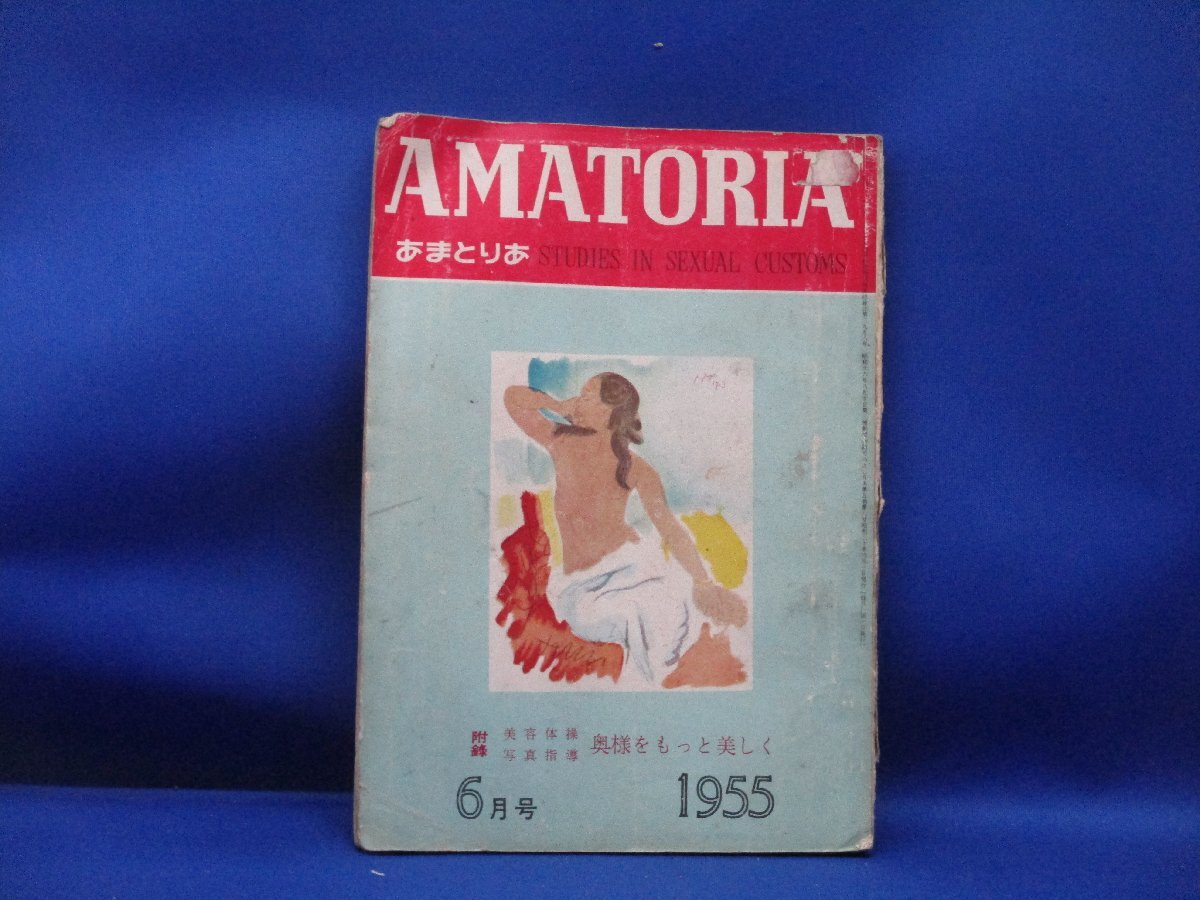 AMATORIA
あまとりあ STUDIES IN SEXUAL CUSTOMS
附錄 美容体操 写真指導 奥様をもっと美しく
6月号 1955